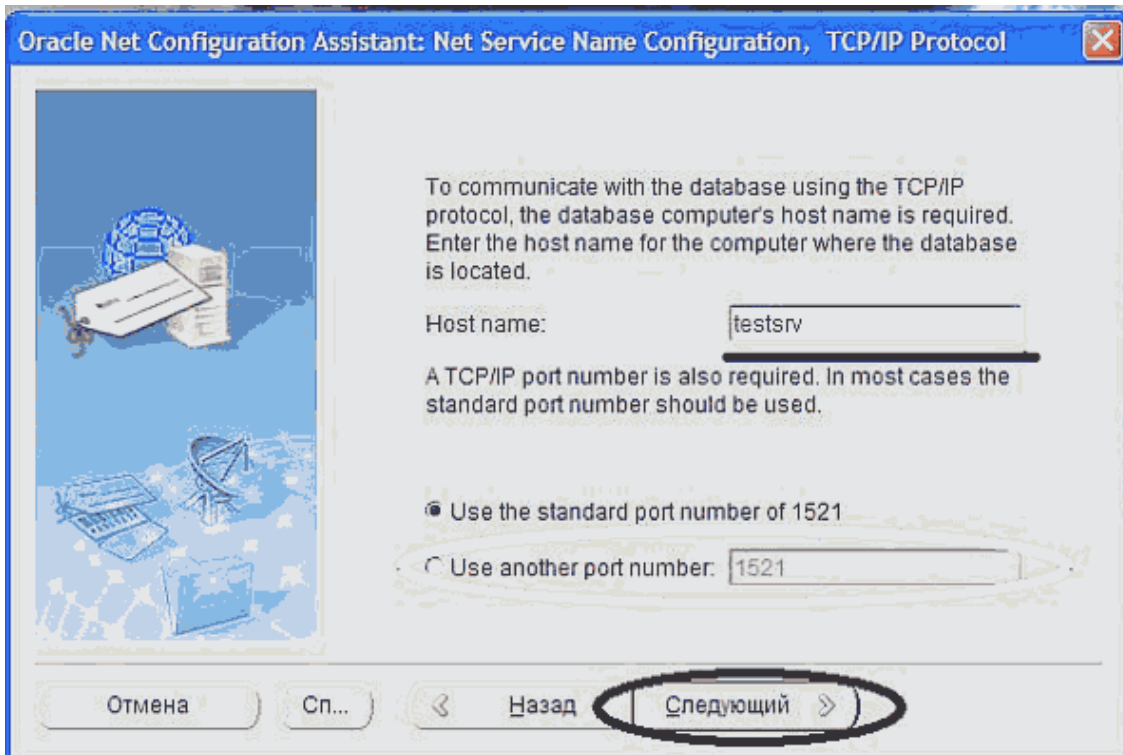 Oracle Net Configuration Assistant: Net Service Name Configuration, TCP/IP Protocol
To communicate with the database using the TCP/IP
protocol, the database computer's host name is required.
Enter the host name for the computer where the database
is located.
Host name: testsrv
A TCP/IP port number is also required. In most cases the
standard port number should be used.
Use the standard port number of 1521
Use another port number: 1521
Отмена Сп... Назад Следующий